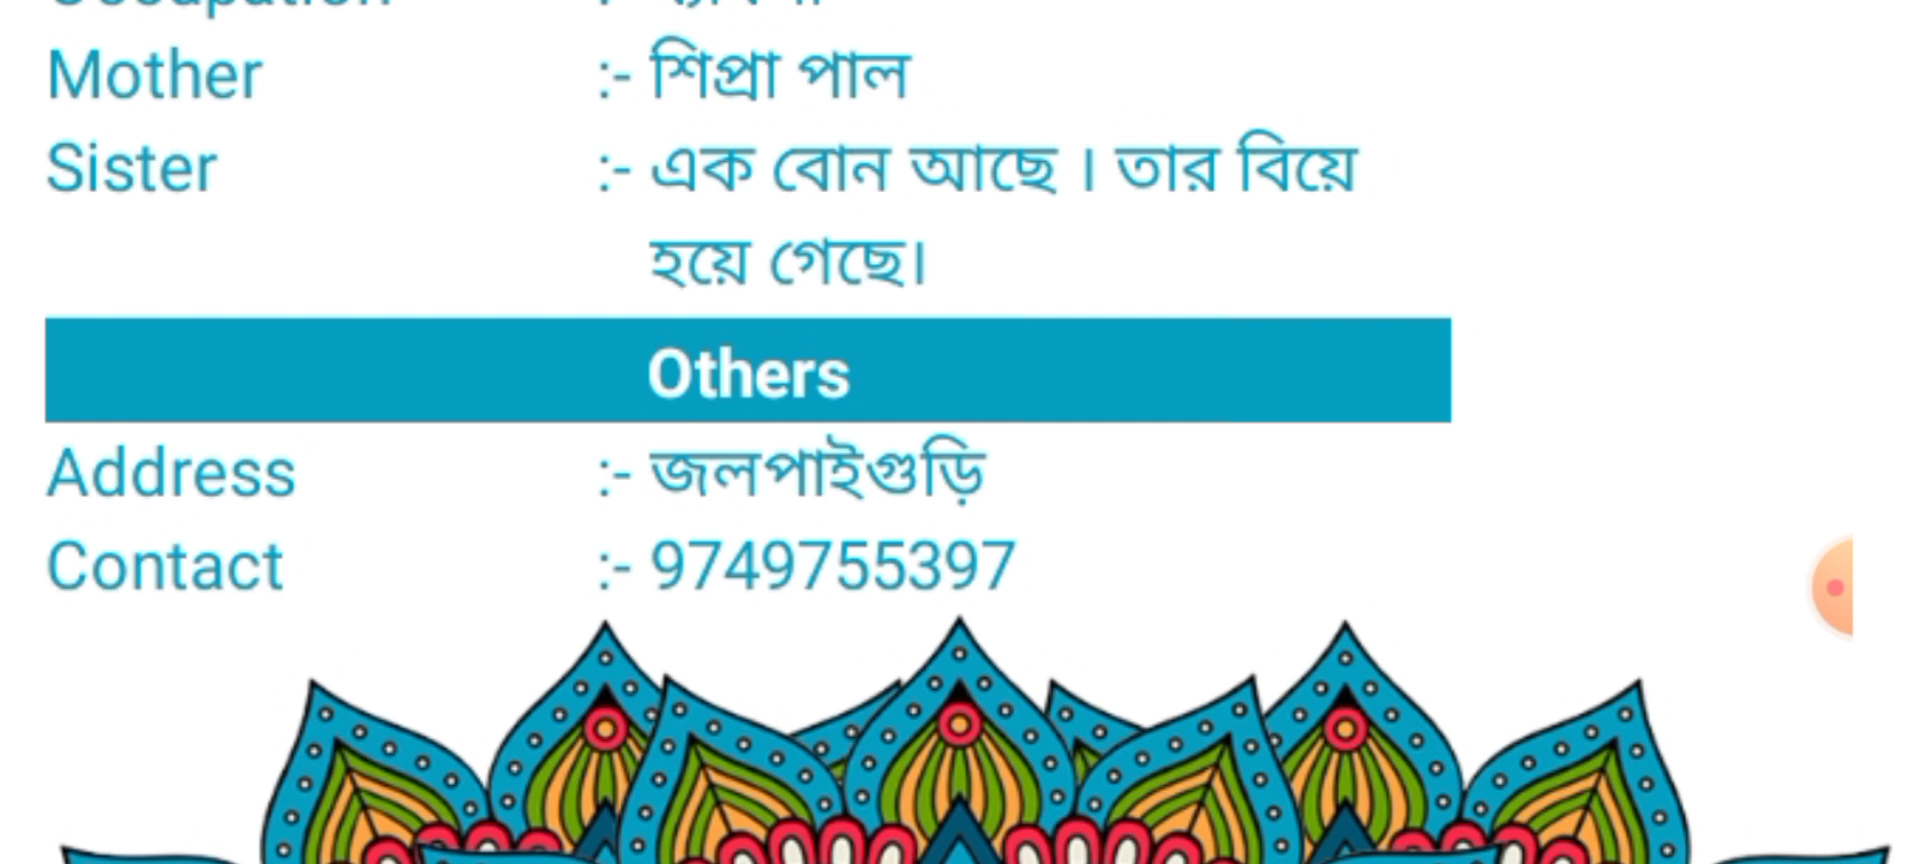 Mother :- শিপ্রা পাল
Sister :- এক বোন আছে । তার বিয়ে
হয়ে গেছে।
Others
Address :- জলপাইগুড়ি
Contact :- 9749755397